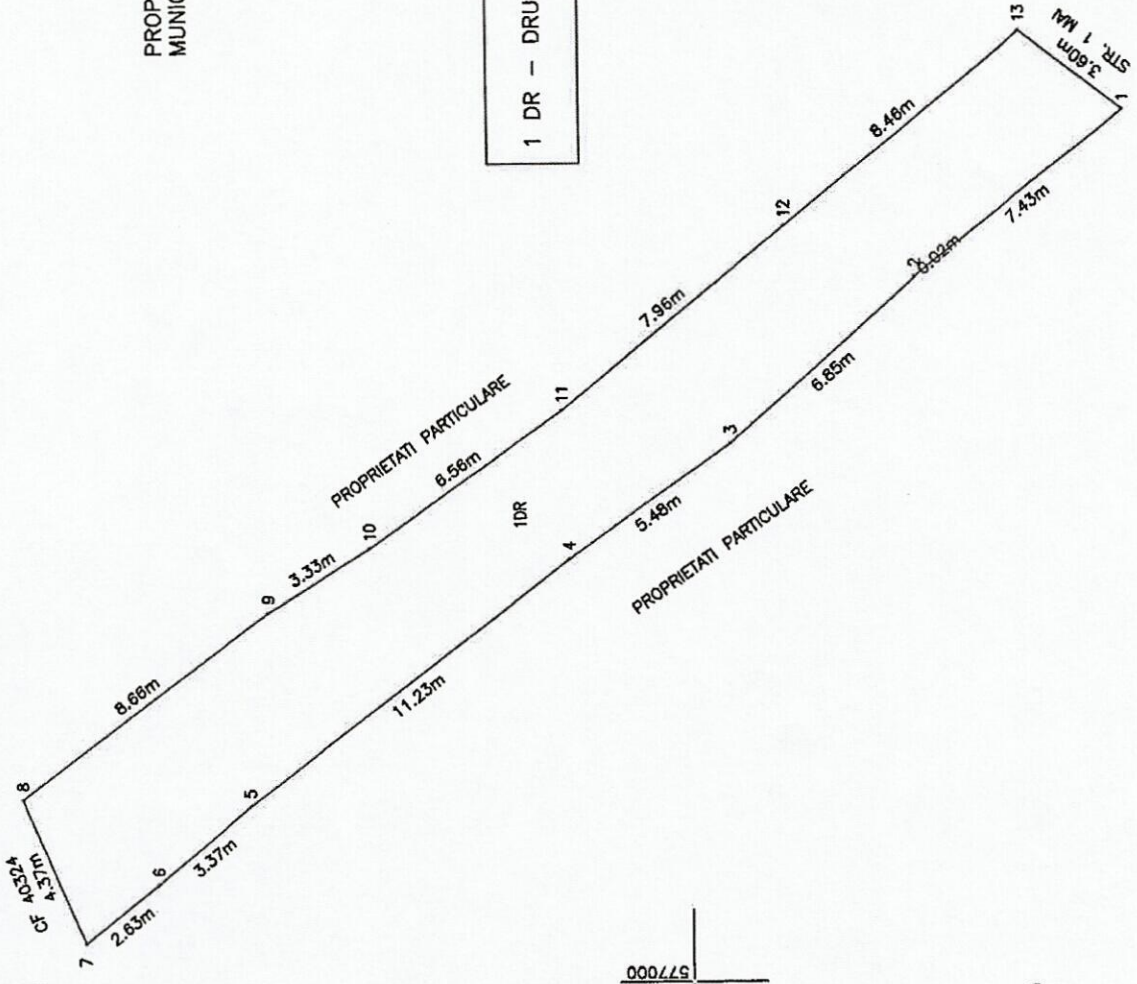 PROP
MUNIC
1 DR – DRU
13
3.60m
STR. 1 MAI
1
8.46m
7.43m
12
2
0.02m
7.96m
6.85m
11
3
PROPRIETATI PARTICULARE
6.56m
1DR
5.48m
10
4
PROPRIETATI PARTICULARE
3.33m
9
11.23m
8.66m
8
5
CF 40324
4.37m
3.37m
6
2.63m
7
577000